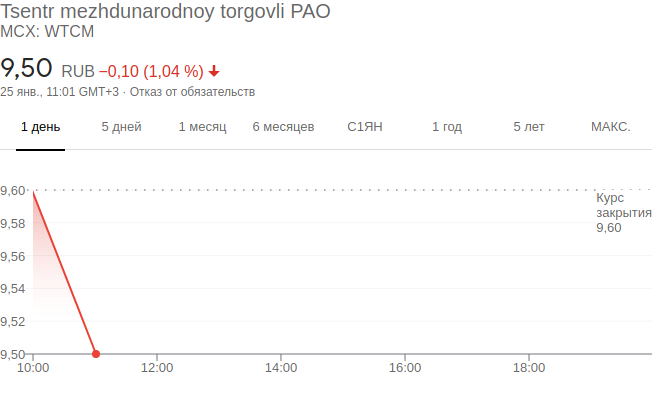 Tsentr mezhdunarodnoy torgovli PAO
MCX: WTCM
9,50 RUB −0,10 (1,04 %)
25 янв., 11:01 GMT+3 · Отказ от обязательств
1 день 5 дней 1 месяц 6 месяцев С1ЯН 1 год 5 лет МАКС.
9,60
Курс
закрытия
9,60
9,58
9,56
9,54
9,52
9,50
10:00 12:00 14:00 16:00 18:00